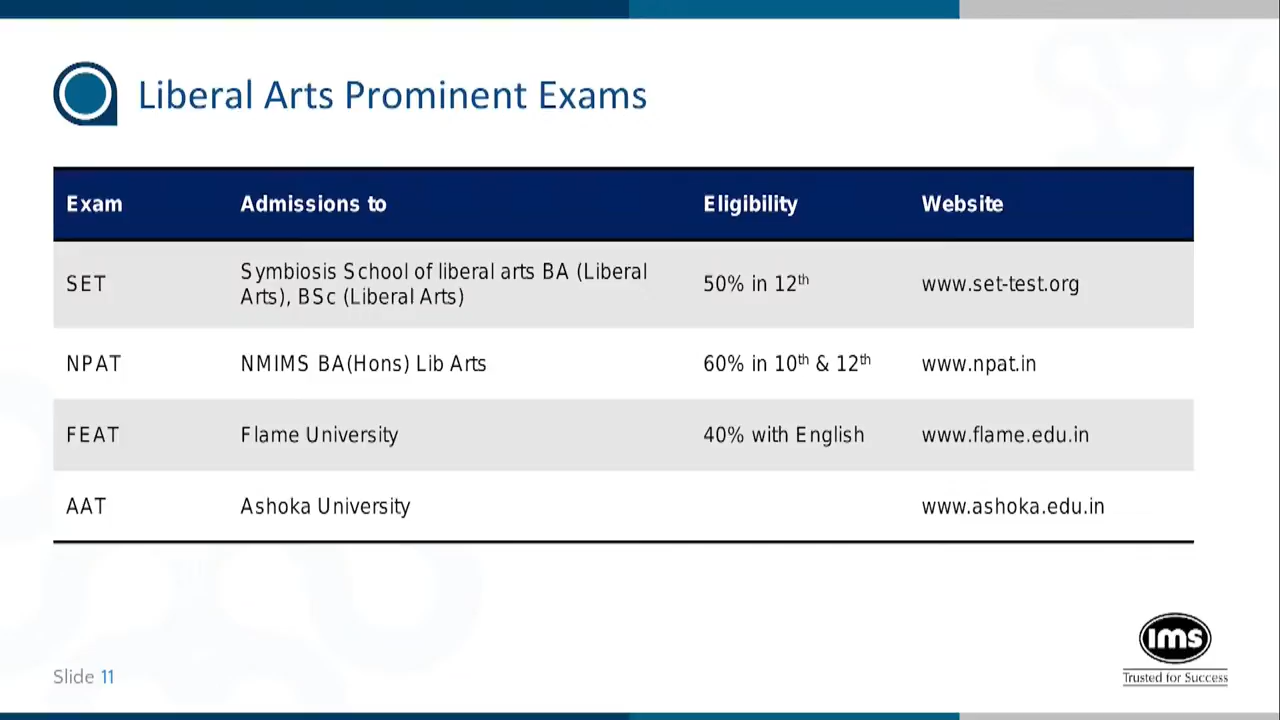 Liberal Arts Prominent Exams
Exam Admissions to Eligibility Website
SET Symbiosis School of liberal arts BA (Liberal Arts), BSc (Liberal Arts) 50% in 12th www.set-test.org
NPAT NMIMS BA(Hons) Lib Arts 60% in 10th & 12th www.npat.in
FEAT Flame University 40% with English www.flame.edu.in
AAT Ashoka University www.ashoka.edu.in
Slide 11
ims
Trusted for Success